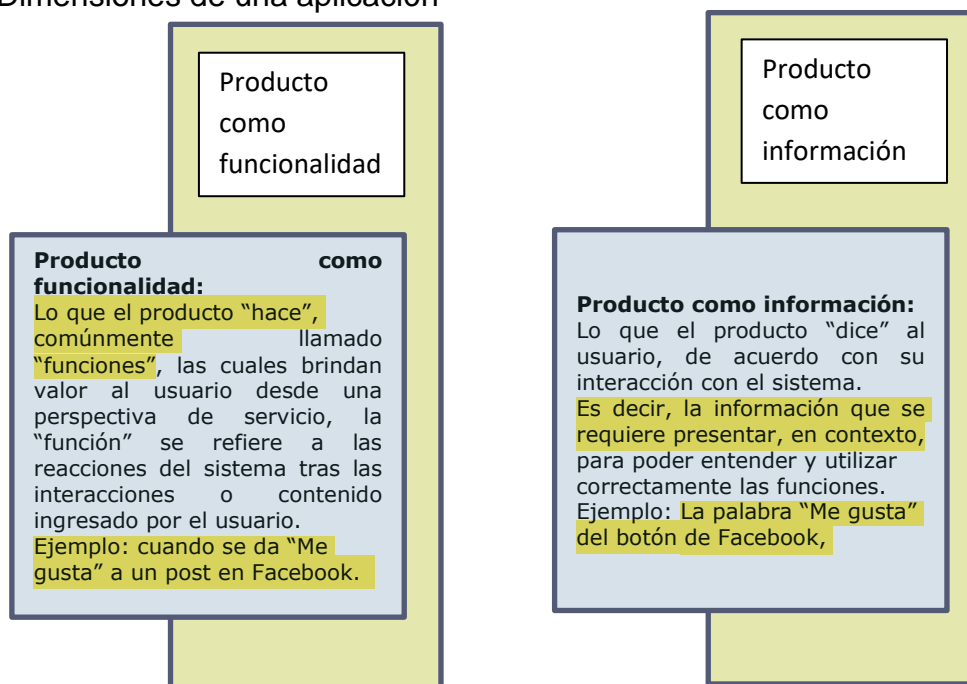 Dimensiones de una aplicación
Producto
como
funcionalidad
Producto como
funcionalidad:
Lo que el producto “hace”,
comúnmente llamado
“funciones”, las cuales brindan
valor al usuario desde una
perspectiva de servicio, la
“función” se refiere a las
reacciones del sistema tras las
interacciones o contenido
ingresado por el usuario.
Ejemplo: cuando se da “Me
gusta” a un post en Facebook.
Producto
como
información
Producto como información:
Lo que el producto “dice” al
usuario, de acuerdo con su
interacción con el sistema.
Es decir, la información que se
requiere presentar, en contexto,
para poder entender y utilizar
correctamente las funciones.
Ejemplo: La palabra “Me gusta”
del botón de Facebook,